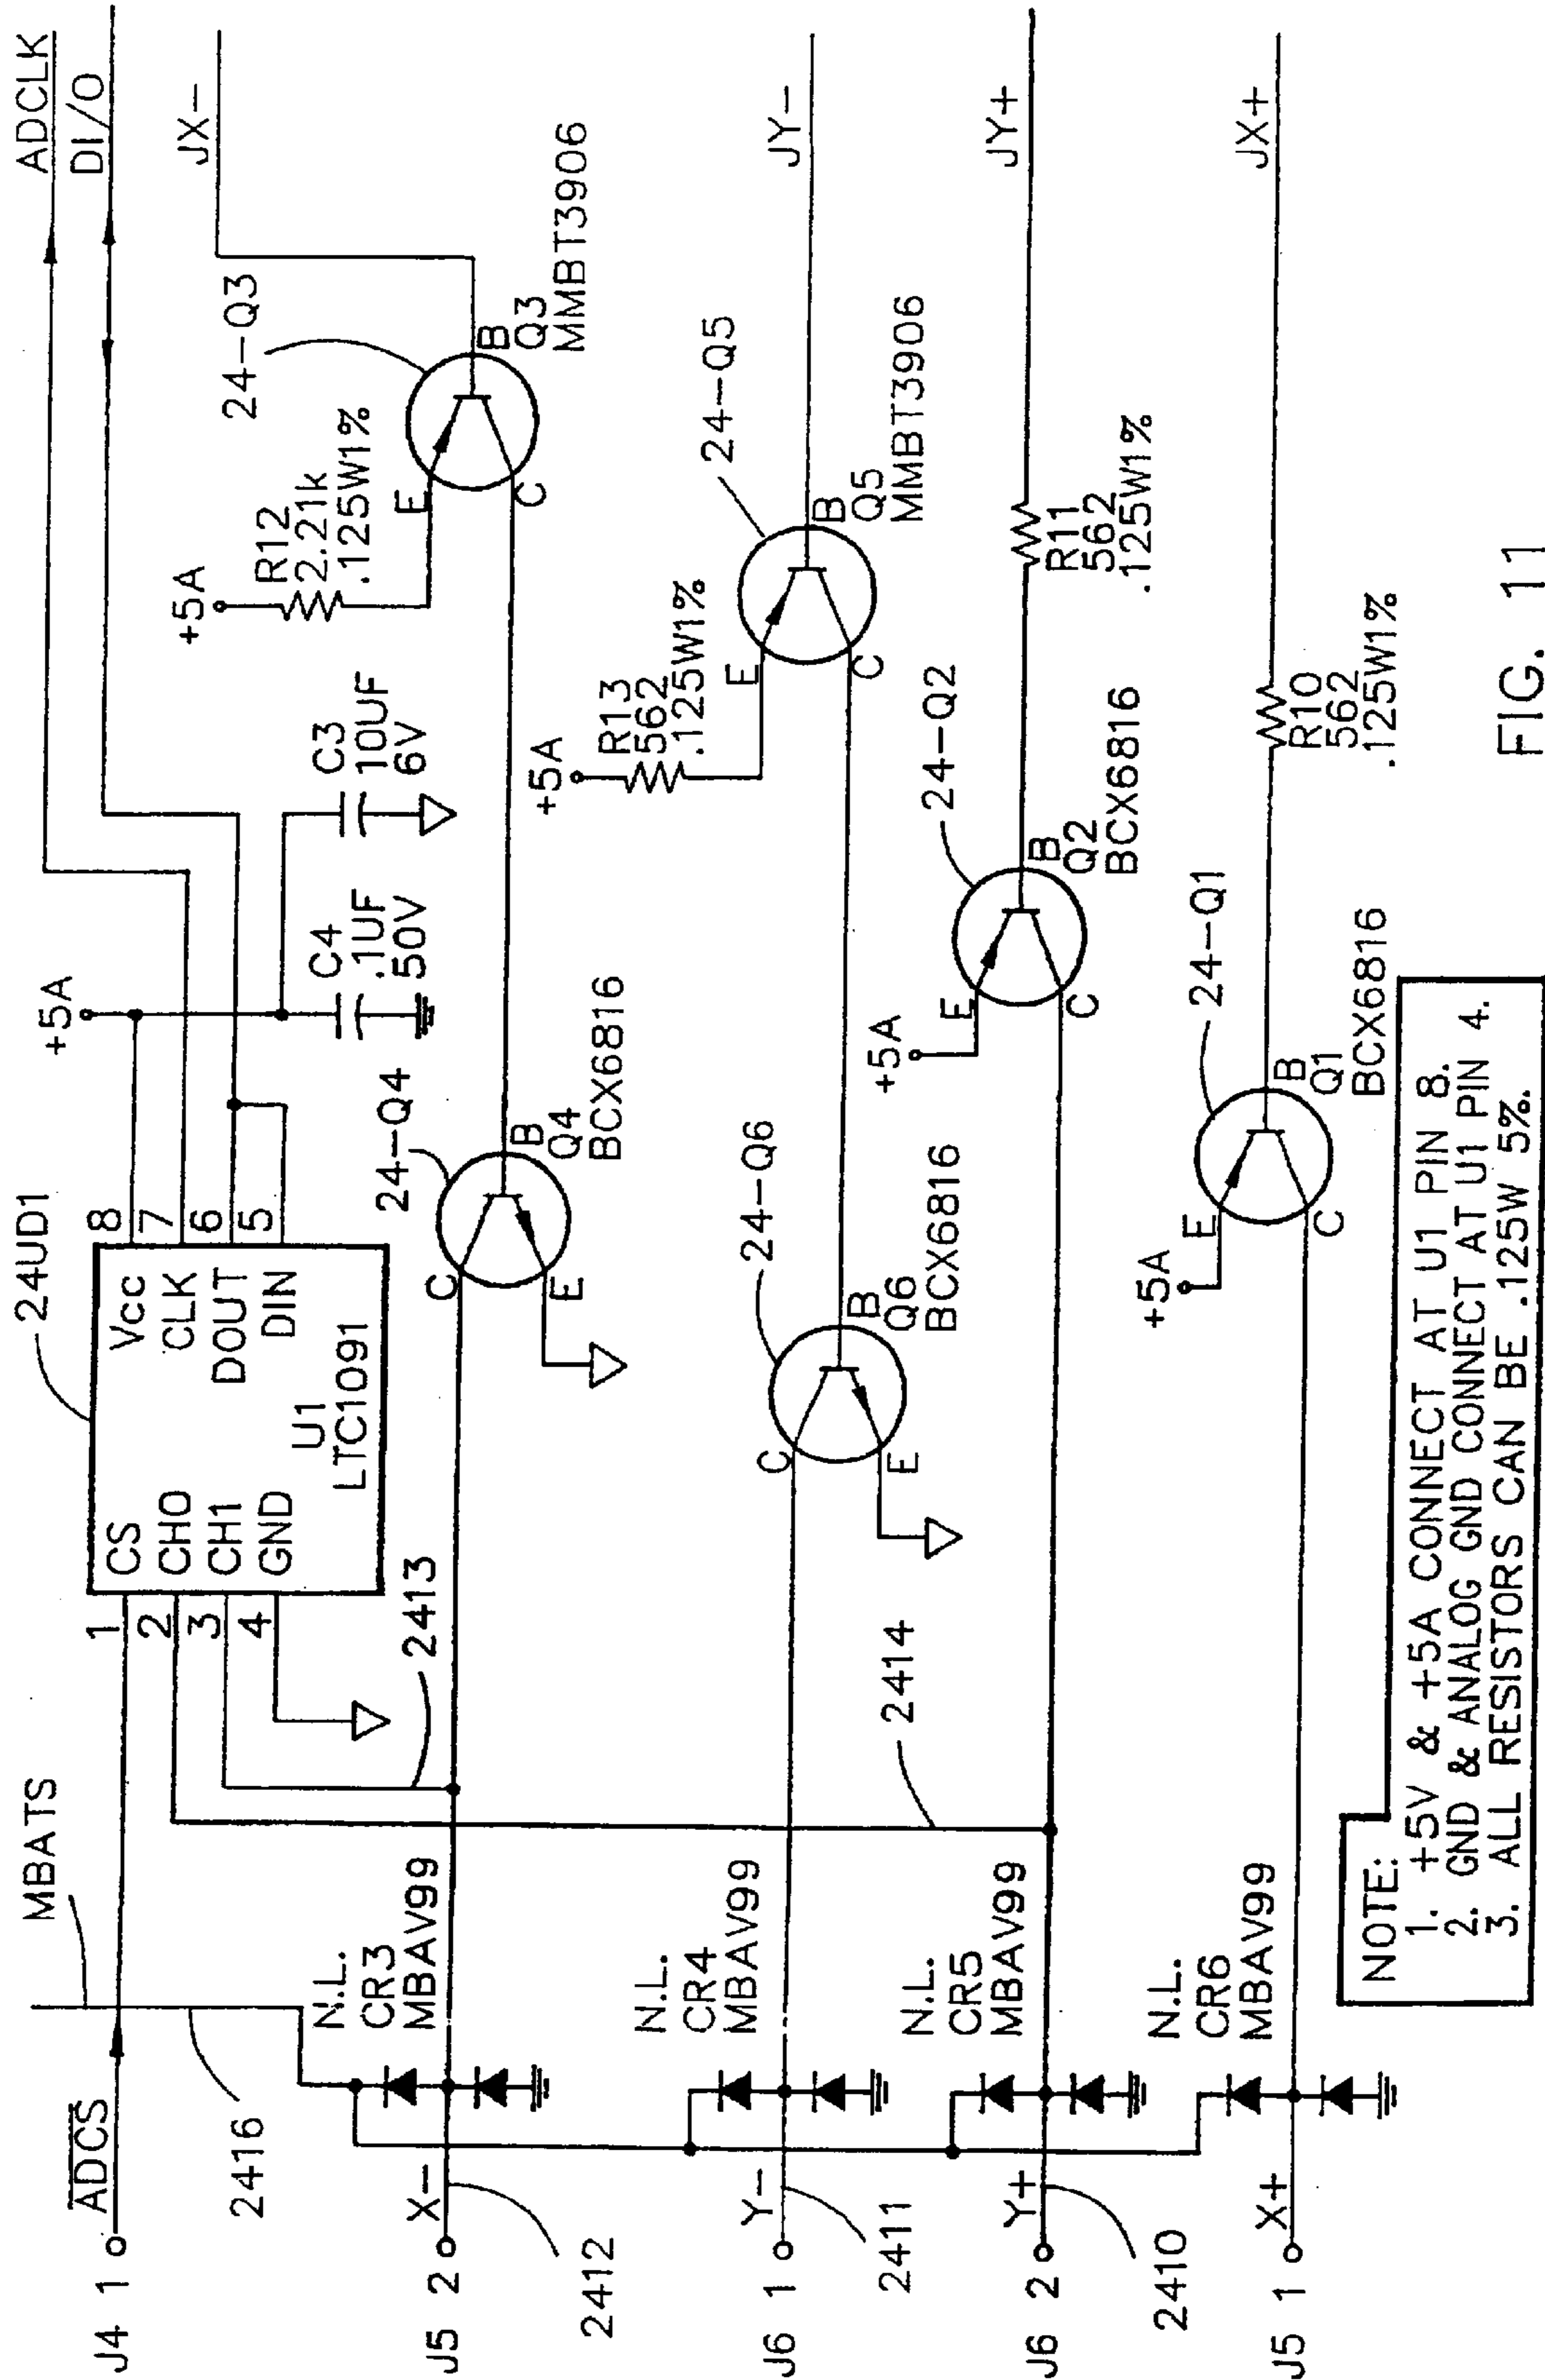 J4 1
ADCS
2416
MBATS
24UD1
1 CS
2 CH0
3 CH1
4 GND
Vcc 8
CLK 7
DOUT 6
DIN 5
U1
LTC1091
+5A
C4
.1UF
50V
C3
10UF
6V
ADCLK
DI/O
JX-
J5 2
X-
2412
N.L.
CR3
MBAV99
2413
C
E
B
Q4
BCX6816
24-Q4
+5A
R12
2.21k
.125W1%
E
C
B
Q3
MMBT3906
24-Q3
J6 1
Y-
2411
N.L.
CR4
MBAV99
C
E
B
Q6
BCX6816
24-Q6
+5A
R13
562
.125W1%
E
C
B
Q5
MMBT3906
24-Q5
JY-
J6 2
Y+
2410
N.L.
CR5
MBAV99
2414
+5A
E
C
B
Q2
BCX6816
24-Q2
R11
562
.125W1%
JY+
J5 1
X+
N.L.
CR6
MBAV99
+5A
E
C
B
Q1
BCX6816
24-Q1
R10
562
.125W1%
JX+
NOTE:
1. +5V & +5A CONNECT AT U1 PIN 8.
2. GND & ANALOG GND CONNECT AT U1 PIN 4.
3. ALL RESISTORS CAN BE .125W 5%.
FIG. 11